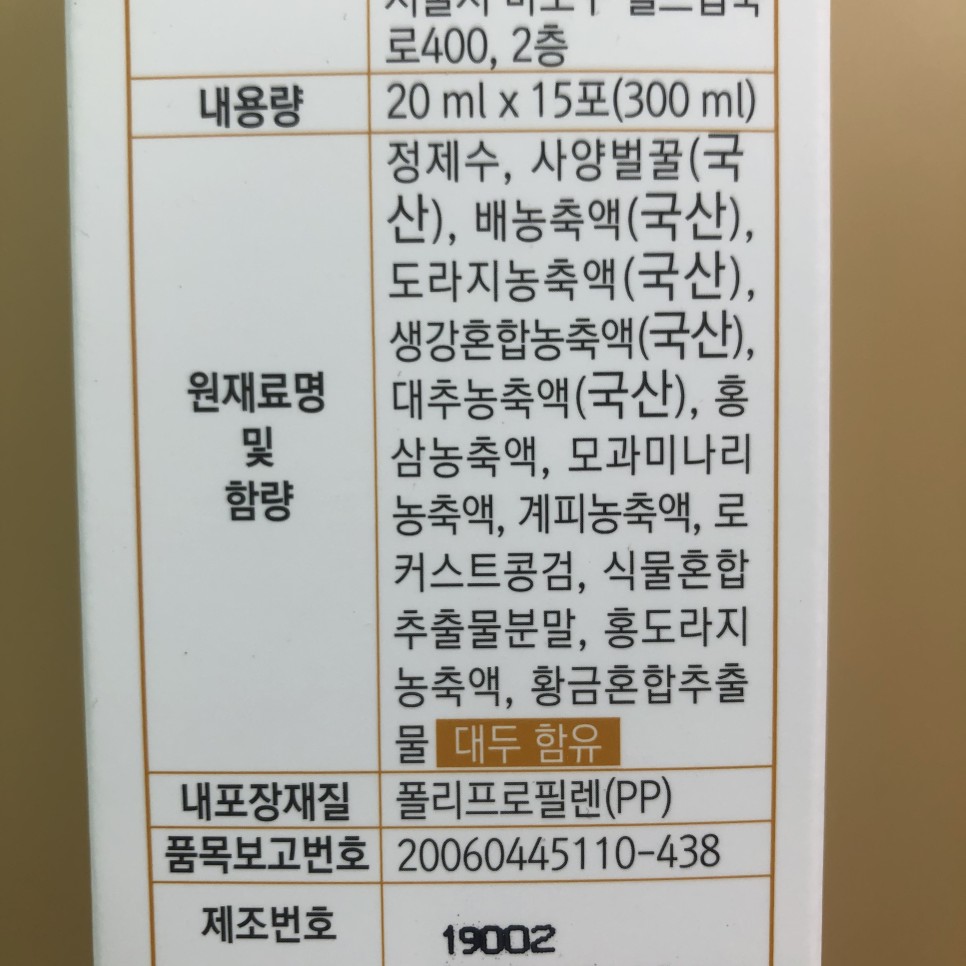 로400, 2층
내용량
20 ml x 15포(300 ml)
원재료명
및
함량
정제수, 사양벌꿀(국
산), 배농축액(국산),
도라지농축액(국산),
생강혼합농축액(국산),
대추농축액(국산), 홍
삼농축액, 모과미나리
농축액, 계피농축액, 로
커스트콩검, 식물혼합
추출물분말, 홍도라지
농축액, 황금혼합추출
물 대두 함유
내포장재질
폴리프로필렌(PP)
품목보고번호
20060445110-438
제조번호
19002